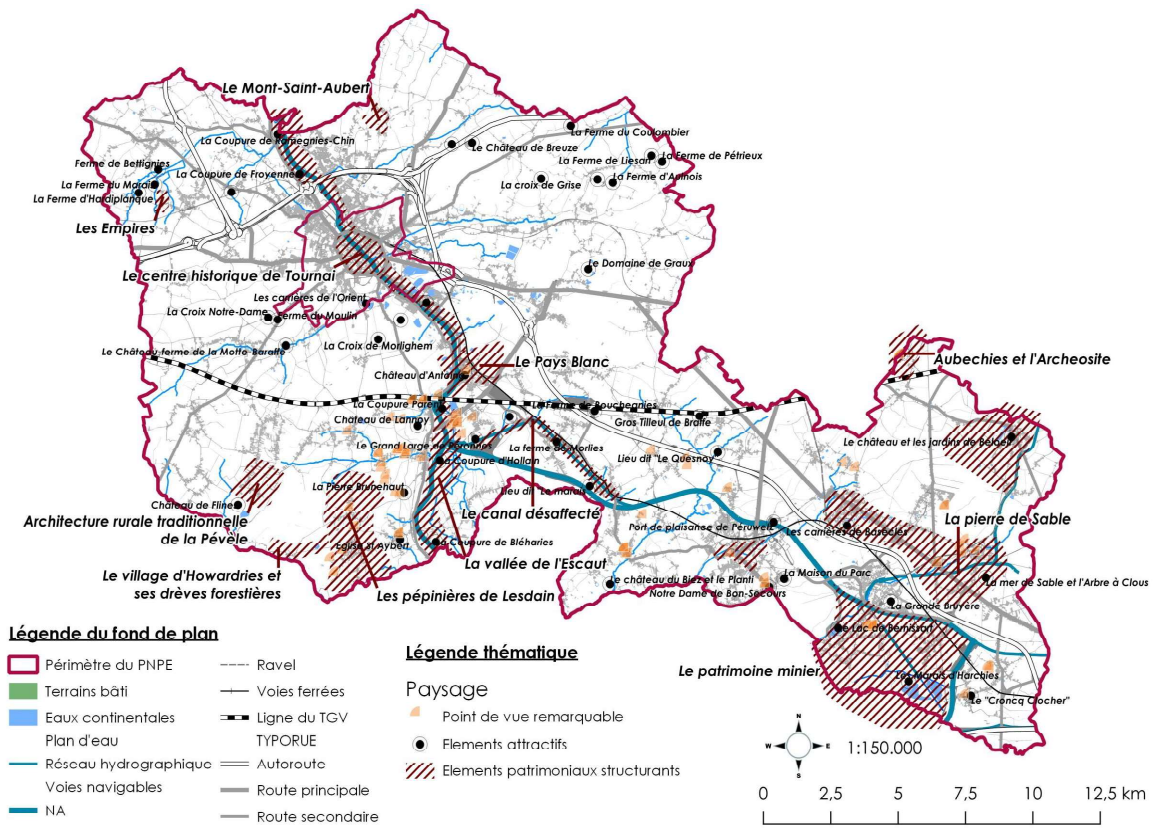 Le Mont-Saint-Aubert
La Coupure de Ramegnies-Chin
La Ferme du Coulombier
Le Château de Breuze
La Ferme de Liesart
La Ferme de Pétrieux
Ferme de Bettignies
La Coupure de Froyenne
La croix de Grise
La Ferme d'Aulnois
La Ferme du Marais
La Ferme d'Hardiplanque
Les Empires
Le centre historique de Tournai
Le Domaine de Graux
Les carrières de l'Orient
La Croix Notre-Dame
Ferme du Moulin
Le Château ferme de la Motte Baraffe
La Croix de Morlighem
Le Pays Blanc
Aubechies et l'Archeosite
Château d'Antoing
La Coupure Parent
La Ferme de Bouchegnies
Chateau de Lannoy
Gros Tilleul de Braffe
Le château et les jardins de Beloeil
Le Grand Large de Péronnes
La ferme de Morlies
La Coupure d'Hollain
Lieu dit "Le Quesnoy"
La Pierre Brunehaut
Lieu dit "Le marais"
Château de Flines
Le canal désaffecté
Architecture rurale traditionnelle
de la Pévèle
Port de plaisance de Péruwelz
Les carrières de Basècles
La pierre de Sable
Eglise St Aybert
La Coupure de Bléharies
La vallée de l'Escaut
Le village d'Howardries et
ses drèves forestières
Les pépinières de Lesdain
Le château du Biez et le Planti
La Maison du Parc
La mer de Sable et l'Arbre à Clous
Notre Dame de Bon-Secours
La Grande Bruyère
Le Lac de Bernissart
Le patrimoine minier
Les Marais d'Harchies
Le "Croncq Clocher"
Légende du fond de plan
Périmètre du PNPE
Terrains bâti
Eaux continentales
Plan d'eau
Réseau hydrographique
Voies navigables
NA
Ravel
Voies ferrées
Ligne du TGV
TYPORUE
Autoroute
Route principale
Route secondaire
Légende thématique
Paysage
Point de vue remarquable
Elements attractifs
Elements patrimoniaux structurants
N
W
E
S
1:150.000
0 2,5 5 7,5 10 12,5 km